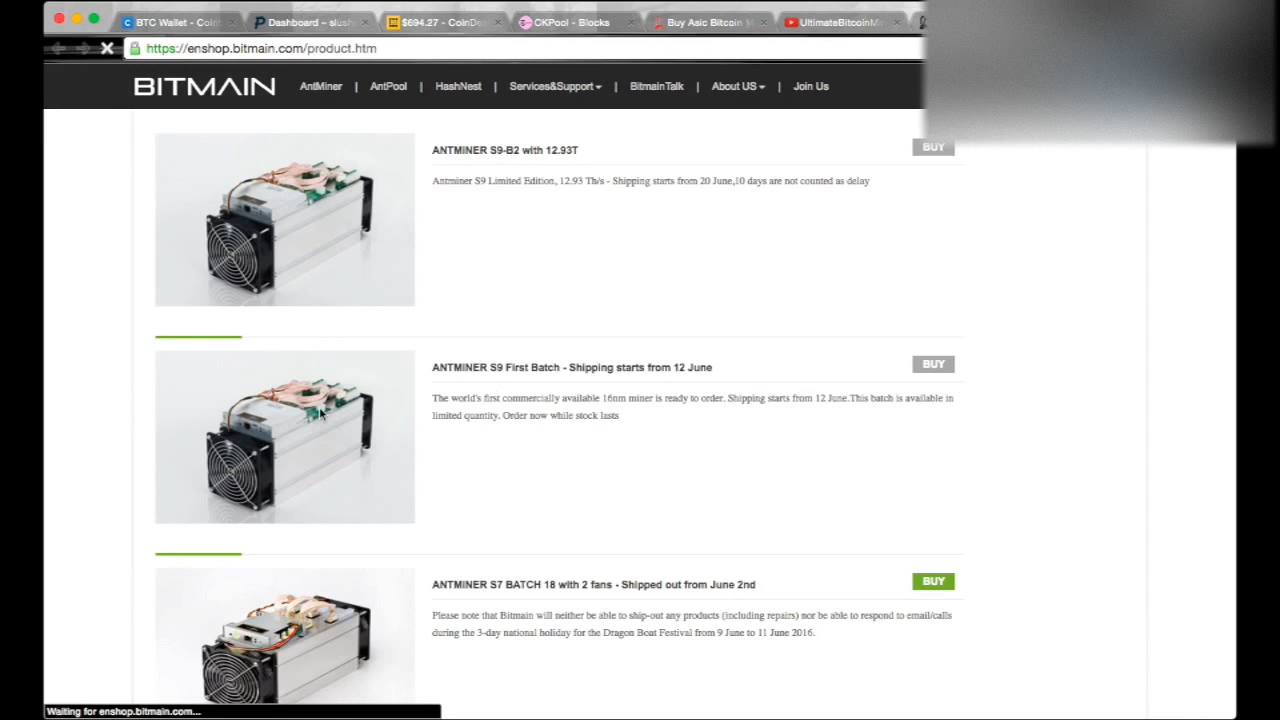 BTC Wallet - Coin
Dashboard – slush
$694.27 - CoinDe
CKPool - Blocks
Buy Asic Bitcoin M
UltimateBitcoinMi
https://enshop.bitmain.com/product.htm
BITMAIN
AntMiner | AntPool | HashNest | Services&Support | BitmainTalk | About US | Join Us
ANTMINER S9-B2 with 12.93T
BUY
Antminer S9 Limited Edition, 12.93 Th/s - Shipping starts from 20 June,10 days are not counted as delay
ANTMINER S9 First Batch - Shipping starts from 12 June
BUY
The world's first commercially available 16nm miner is ready to order. Shipping starts from 12 June.This batch is available in
limited quantity. Order now while stock lasts
ANTMINER S7 BATCH 18 with 2 fans - Shipped out from June 2nd
BUY
Please note that Bitmain will neither be able to ship-out any products (including repairs) nor be able to respond to email/calls
during the 3-day national holiday for the Dragon Boat Festival from 9 June to 11 June 2016.
Waiting for enshop.bitmain.com...